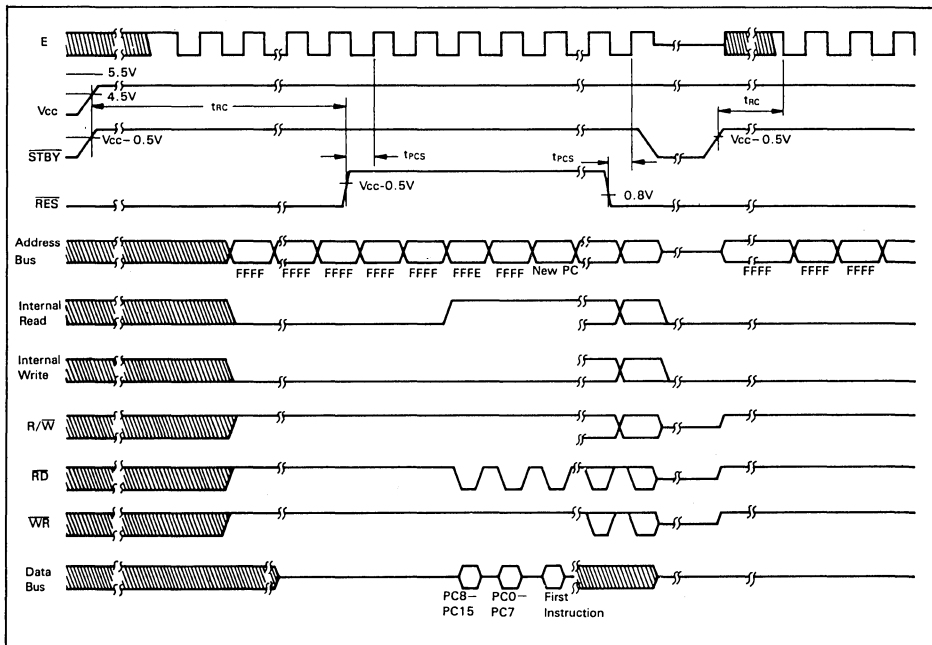 E
5.5V
4.5V
Vcc
tRC
tRC
Vcc-0.5V
Vcc-0.5V
STBY
tPCS
tPCS
Vcc-0.5V
0.8V
RES
Address
Bus
FFFF FFFF FFFF FFFF FFFF FFFE FFFF New PC FFFF FFFF FFFF
Internal
Read
Internal
Write
R/W
RD
WR
Data
Bus
PC8–
PC15
PC0–
PC7
First
Instruction